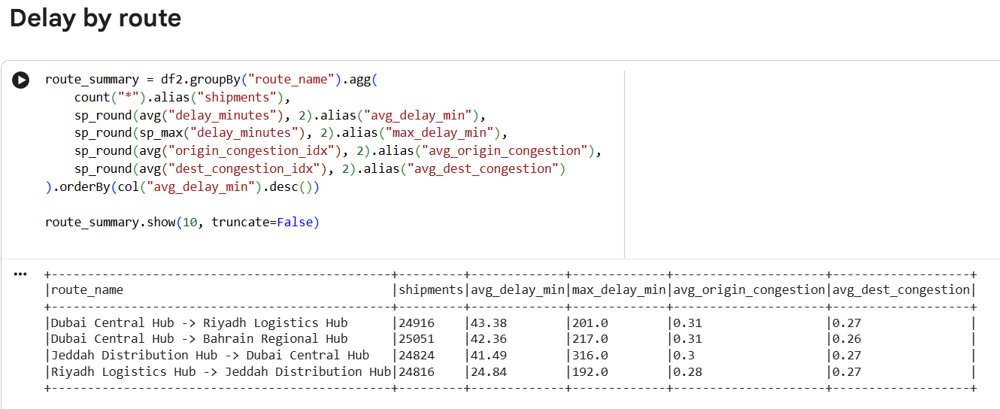 Delay by route
route_summary = df2.groupBy("route_name").agg(
    count("*").alias("shipments"),
    sp_round(avg("delay_minutes"), 2).alias("avg_delay_min"),
    sp_round(sp_max("delay_minutes"), 2).alias("max_delay_min"),
    sp_round(avg("origin_congestion_idx"), 2).alias("avg_origin_congestion"),
    sp_round(avg("dest_congestion_idx"), 2).alias("avg_dest_congestion")
).orderBy(col("avg_delay_min").desc())
route_summary.show(10, truncate=False)
+--------------------------------------------+---------+-------------+-------------+---------------------+-------------------+
|route_name                                  |shipments|avg_delay_min|max_delay_min|avg_origin_congestion|avg_dest_congestion|
+--------------------------------------------+---------+-------------+-------------+---------------------+-------------------+
|Dubai Central Hub -> Riyadh Logistics Hub   |24916    |43.38        |201.0        |0.31                 |0.27               |
|Dubai Central Hub -> Bahrain Regional Hub   |25051    |42.36        |217.0        |0.31                 |0.26               |
|Jeddah Distribution Hub -> Dubai Central Hub |24824    |41.49        |316.0        |0.3                  |0.27               |
|Riyadh Logistics Hub -> Jeddah Distribution Hub|24816    |24.84        |192.0        |0.28                 |0.27               |
+--------------------------------------------+---------+-------------+-------------+---------------------+-------------------+